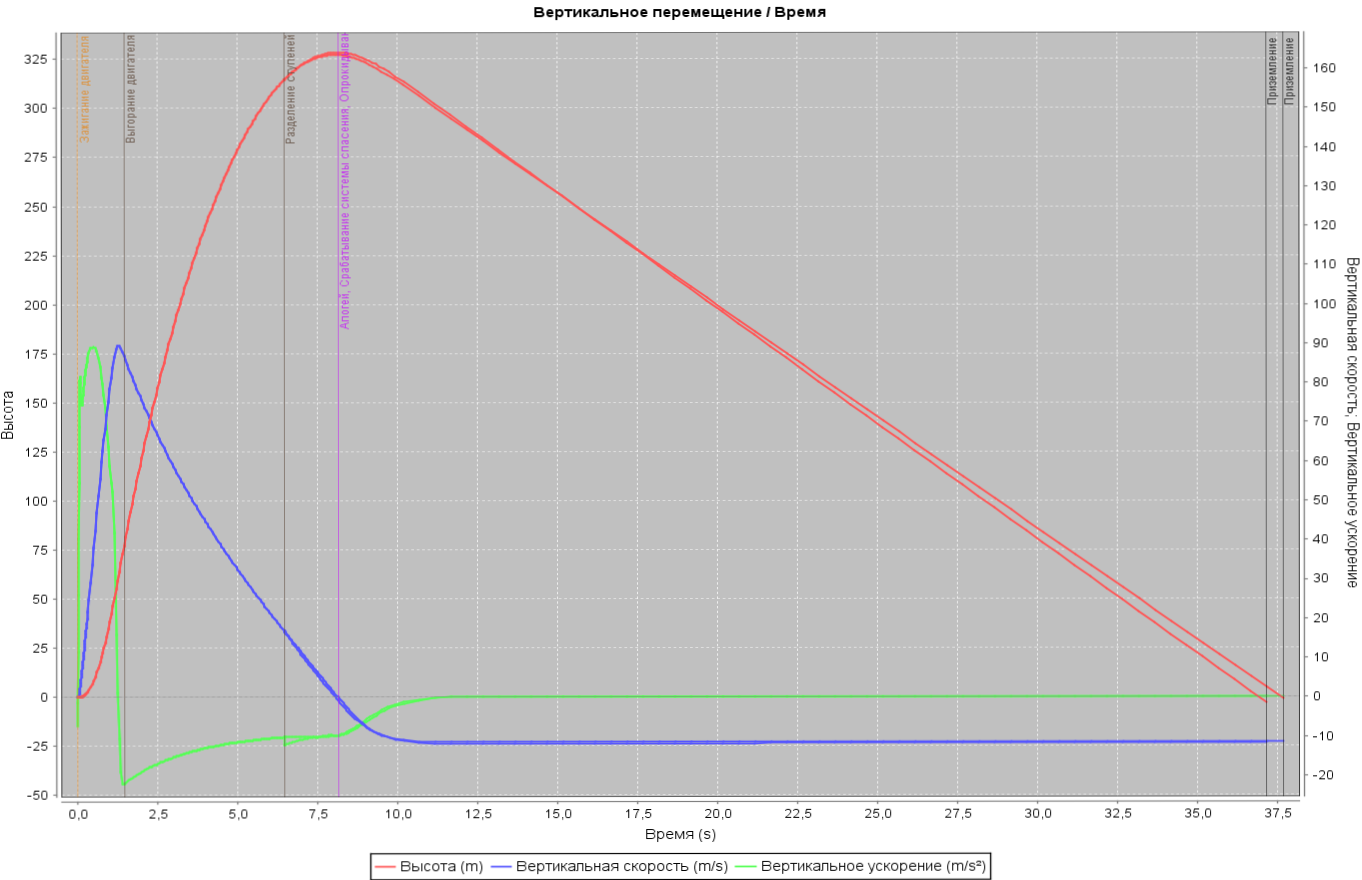 Вертикальное перемещение / Время
Зажигание двигателя
Выгорание двигателя
Разделение ступеней
Апогей, Срабатывание системы спасения, Опрокидыван
Приземление
Приземление
Высота
325
300
275
250
225
200
175
150
125
100
75
50
25
0
-25
-50
160
150
140
130
120
110
100
90
80
70
60
50
40
30
20
10
0
-10
-20
Вертикальная скорость; Вертикальное ускорение
0,0 2,5 5,0 7,5 10,0 12,5 15,0 17,5 20,0 22,5 25,0 27,5 30,0 32,5 35,0 37,5
Время (s)
Высота (m) Вертикальная скорость (m/s) Вертикальное ускорение (m/s²)